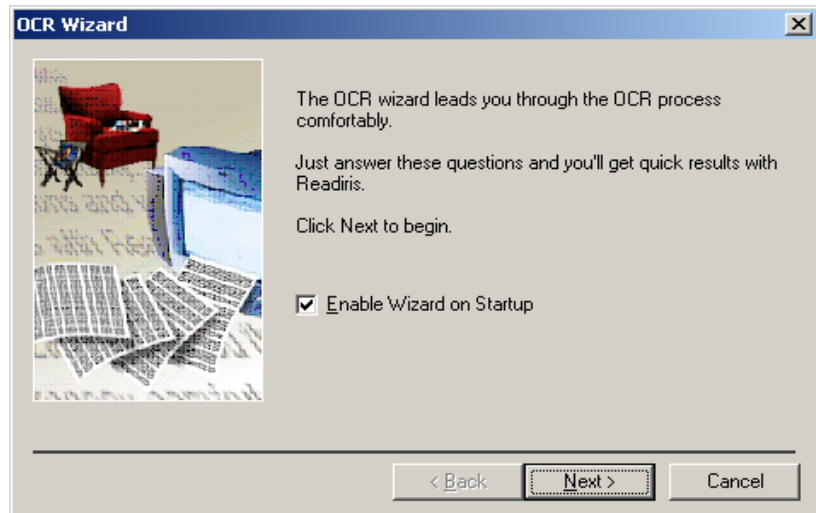 OCR Wizard
The OCR wizard leads you through the OCR process
comfortably.
Just answer these questions and you'll get quick results with
Readiris.
Click Next to begin.
Enable Wizard on Startup
< Back
Next >
Cancel